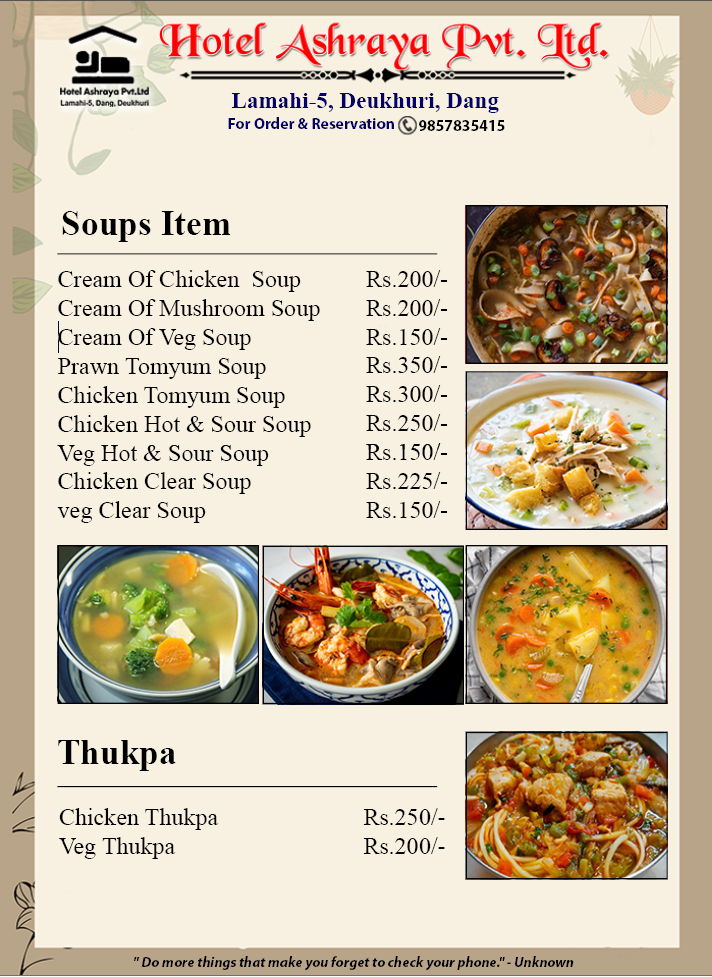 Hotel Ashraya Pvt. Ltd.
Hotel Ashraya Pvt.Ltd
Lamahi-5, Dang, Deukhuri
Lamahi-5, Deukhuri, Dang
For Order & Reservation 9857835415
Soups Item
Cream Of Chicken Soup Rs.200/-
Cream Of Mushroom Soup Rs.200/-
Cream Of Veg Soup Rs.150/-
Prawn Tomyum Soup Rs.350/-
Chicken Tomyum Soup Rs.300/-
Chicken Hot & Sour Soup Rs.250/-
Veg Hot & Sour Soup Rs.150/-
Chicken Clear Soup Rs.225/-
veg Clear Soup Rs.150/-
Thukpa
Chicken Thukpa Rs.250/-
Veg Thukpa Rs.200/-
" Do more things that make you forget to check your phone." - Unknown